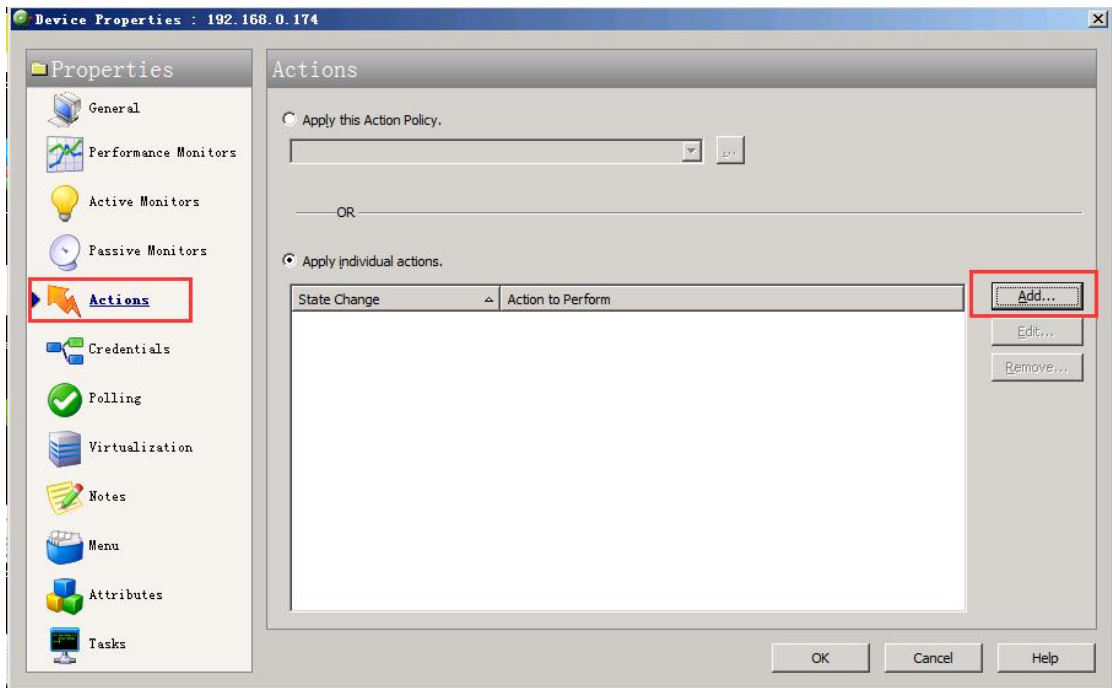 Device Properties : 192.168.0.174
Properties
General
Performance Monitors
Active Monitors
Passive Monitors
Actions
Credentials
Polling
Virtualization
Notes
Menu
Attributes
Tasks
Actions
Apply this Action Policy.
...
OR
Apply individual actions.
State Change Action to Perform
Add...
Edit...
Remove...
OK Cancel Help